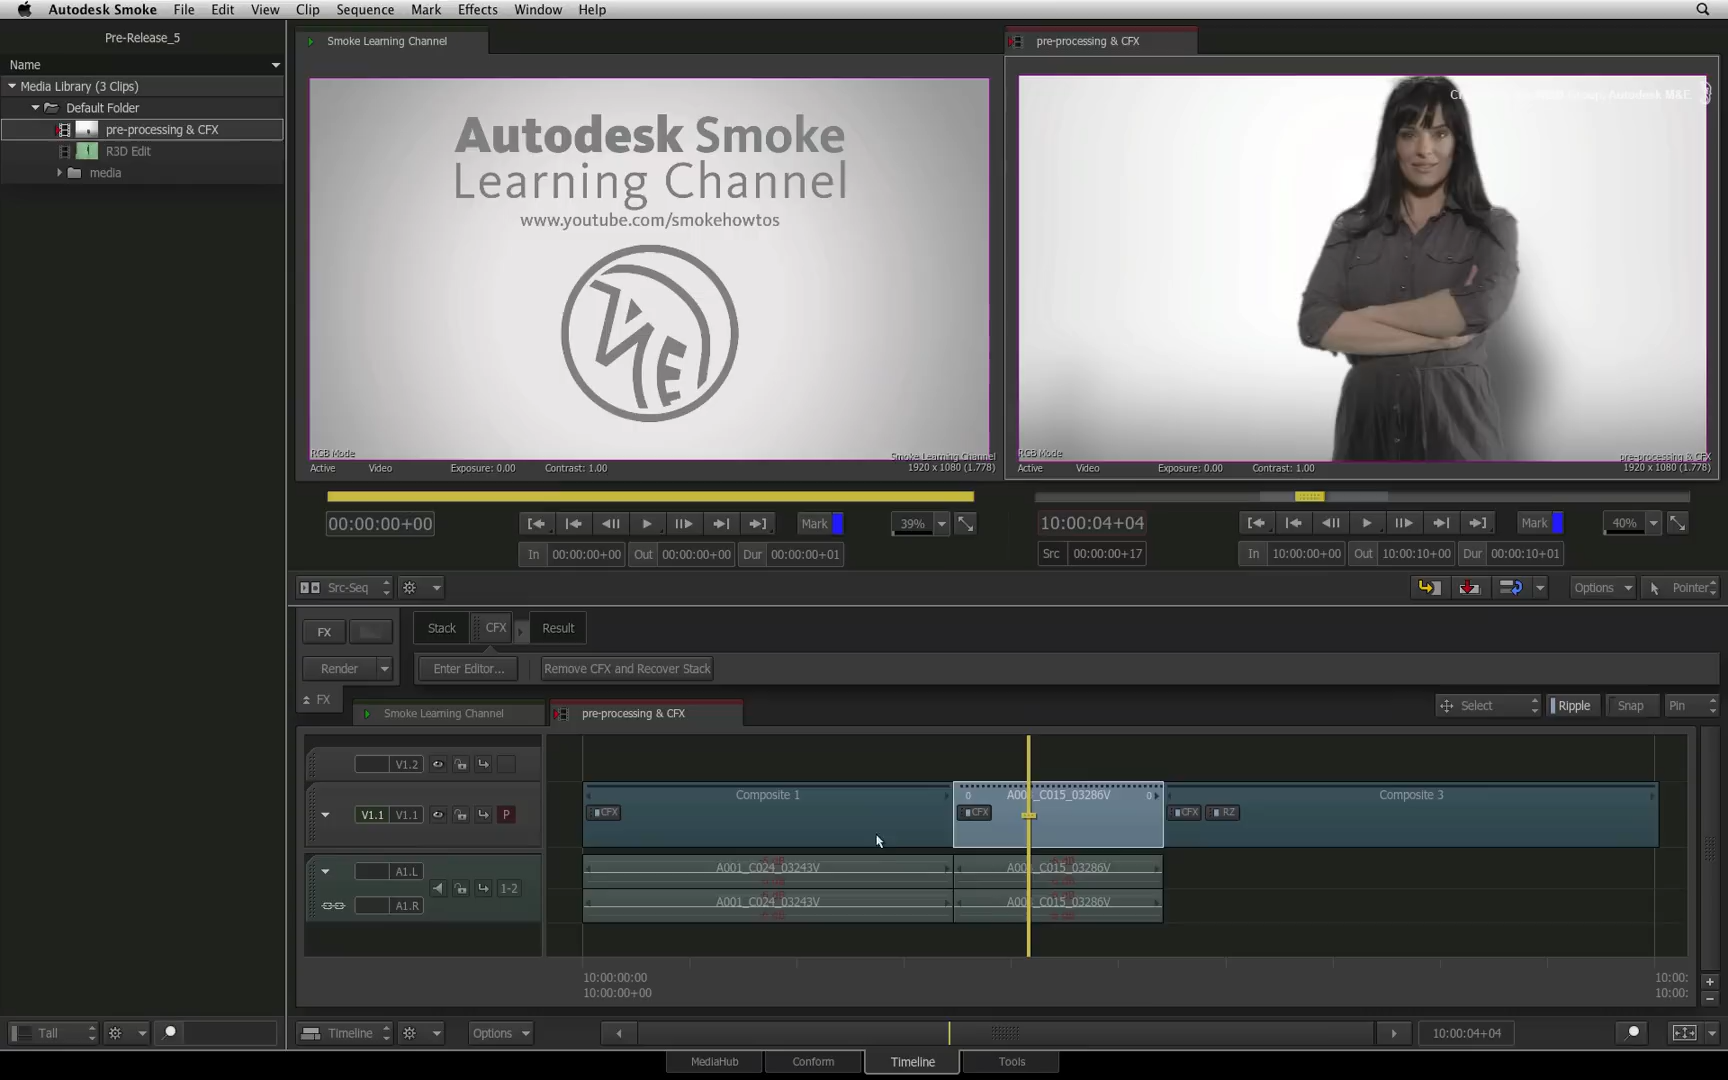 Autodesk Smoke File Edit View Clip Sequence Mark Effects Window Help
Pre-Release_5
Smoke Learning Channel
pre-processing & CFX
Name
Media Library (3 Clips)
Default Folder
pre-processing & CFX
R3D Edit
media
Autodesk Smoke
Learning Channel
www.youtube.com/smokehowtos
RGB Mode
Smoke Learning Channel
Active Video Exposure: 0.00 Contrast: 1.00 1920 x 1080 (1.778)
Autodesk M&E
RGB Mode
pre-processing & CFX
Active Video Exposure: 0.00 Contrast: 1.00 1920 x 1080 (1.778)
00:00:00+00 Mark 39%
In 00:00:00+00 Out 00:00:00+00 Dur 00:00:00+01
10:00:04+04 Mark 40%
Src 00:00:00+17 In 10:00:00+00 Out 10:00:10+00 Dur 00:00:10+01
Src-Seq Options Pointer
FX Stack CFX Result
Render Enter Editor... Remove CFX and Recover Stack
FX Smoke Learning Channel pre-processing & CFX Select Ripple Snap Pin
V1.2
Composite 1 C015_03286V Composite 3
0 0
V1.1 V1.1 P CFX CFX CFX RZ
A1.L A001_C024_03243V C015_03286V
1-2
A1.R A001_C024_03243V C015_03286V
10:00:00:00 10:00:
10:00:00+00 10:00:
Tall Timeline Options 10:00:04+04
MediaHub Conform Timeline Tools